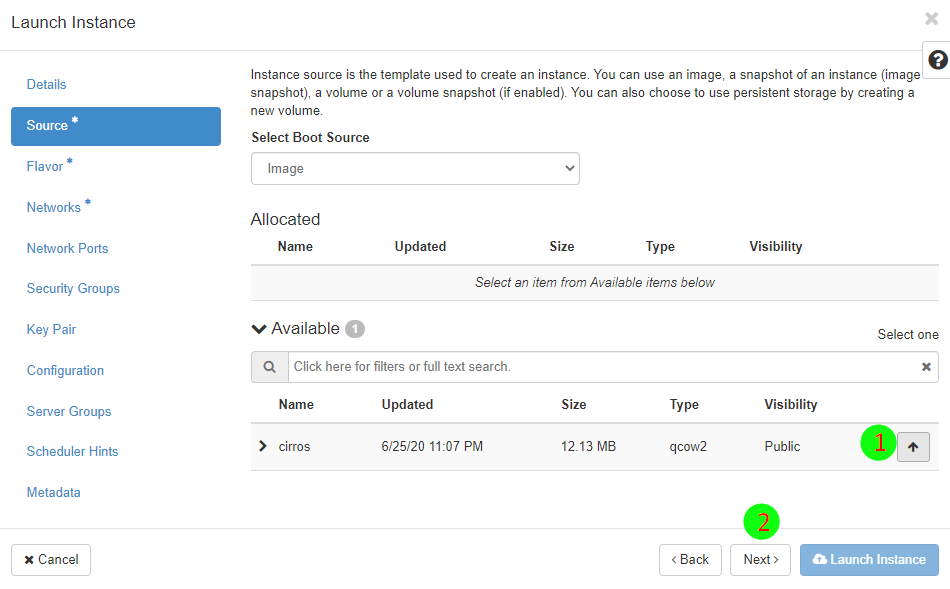 Launch Instance
Details
Source *
Flavor *
Networks *
Network Ports
Security Groups
Key Pair
Configuration
Server Groups
Scheduler Hints
Metadata
Instance source is the template used to create an instance. You can use an image, a snapshot of an instance (image
snapshot), a volume or a volume snapshot (if enabled). You can also choose to use persistent storage by creating a
new volume.
Select Boot Source
Image
Allocated
Name Updated Size Type Visibility
Select an item from Available items below
Available 1
Select one
Click here for filters or full text search.
Name Updated Size Type Visibility
cirros 6/25/20 11:07 PM 12.13 MB qcow2 Public 1
2
Cancel
‹ Back
Next ›
Launch Instance